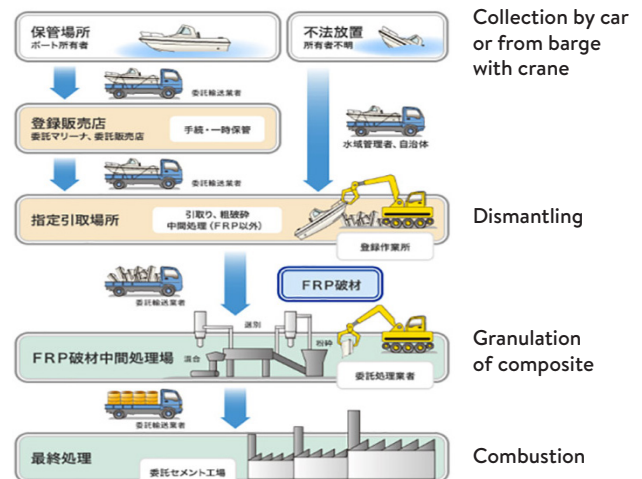 保管場所
ボート所有者
不法放置
所有者不明
Collection by car
or from barge
with crane
委託輸送業者
登録販売店
委託マリーナ、委託販売店
手続・一時保管
水域管理者、自治体
委託輸送業者
指定引取場所
引取り、粗破砕
中間処理(FRP以外)
登録作業所
Dismantling
FRP破材
委託輸送業者
選別
粉砕
混合
FRP破材中間処理場
委託処理業者
Granulation
of composite
委託輸送業者
最終処理
委託セメント工場
Combustion